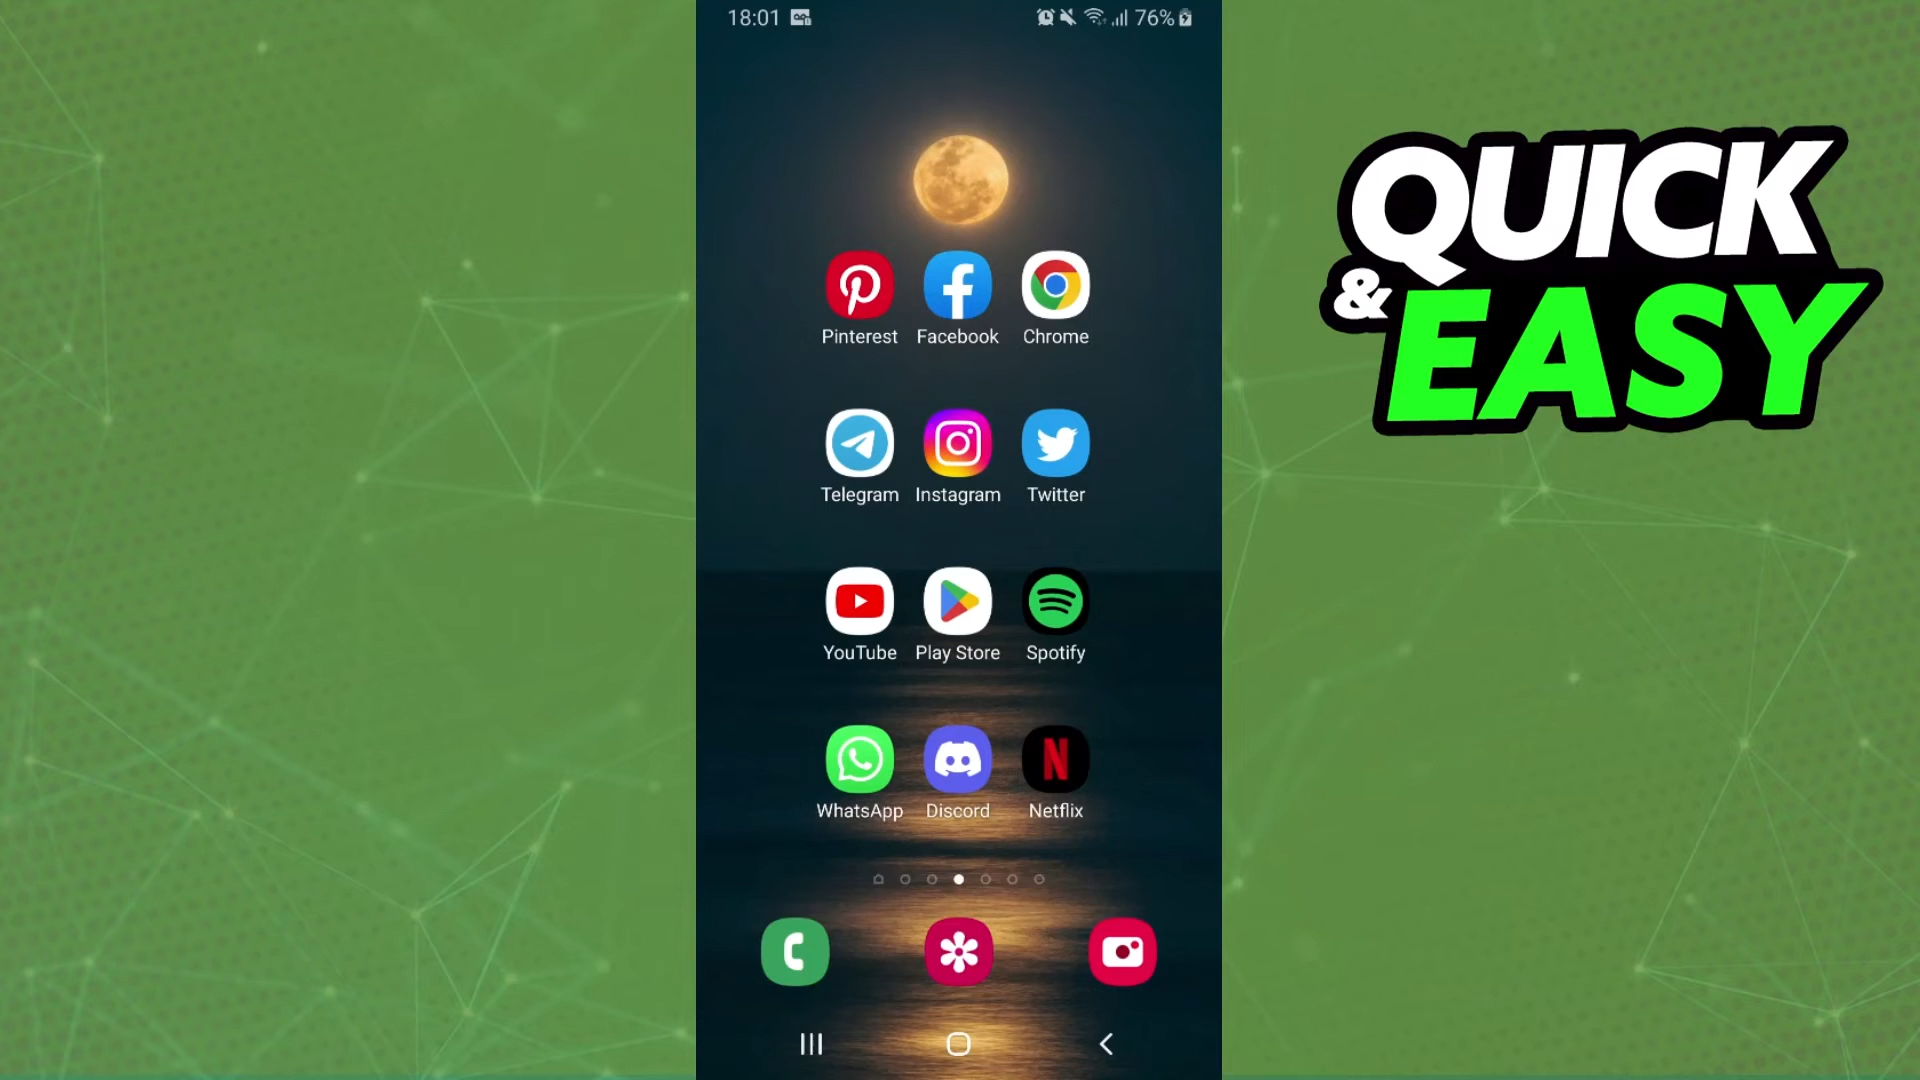 18:01
76%
QUICK
& EASY
Pinterest Facebook Chrome
Telegram Instagram Twitter
YouTube Play Store Spotify
WhatsApp Discord Netflix